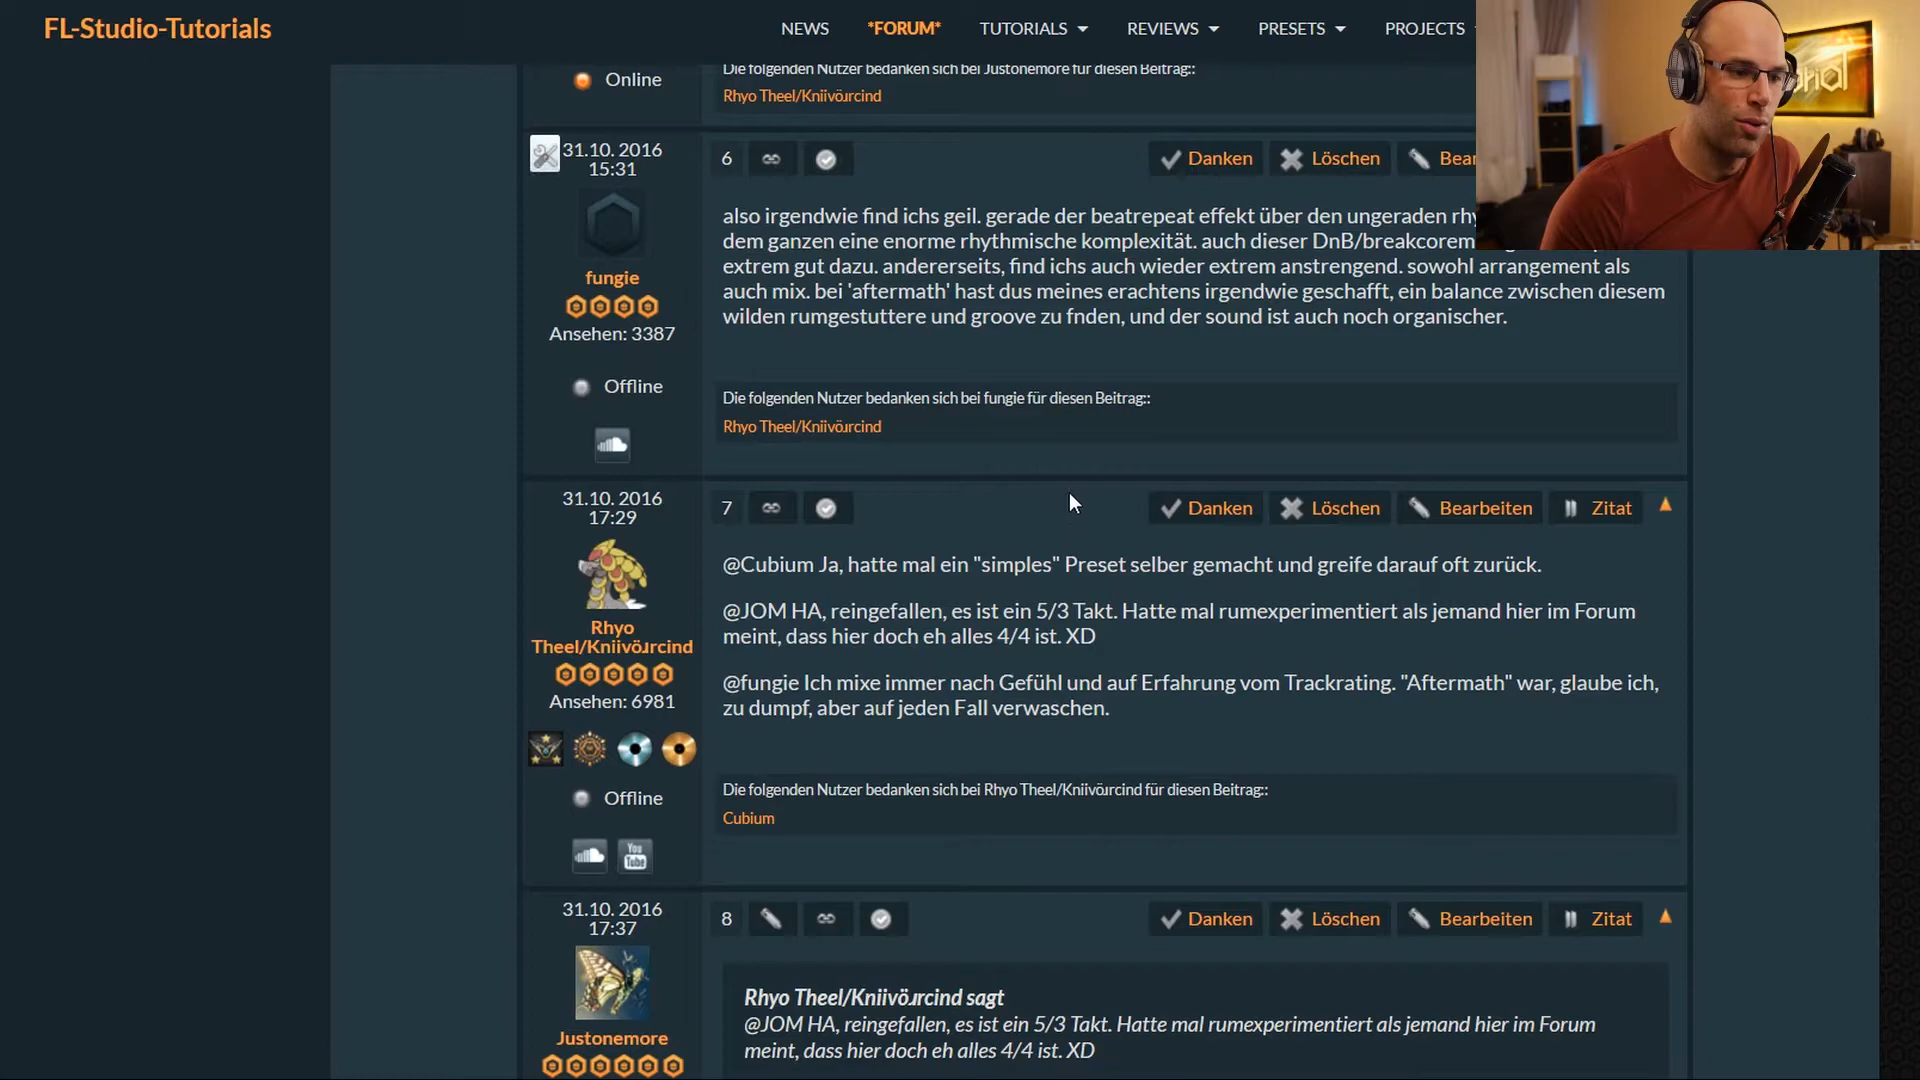 FL-Studio-Tutorials
NEWS *FORUM* TUTORIALS REVIEWS PRESETS PROJECTS
Online
Die folgenden Nutzer bedanken sich bei Justonemore für diesen Beitrag::
Rhyo Theel/Kniivöɹrcind
31.10. 2016
15:31
6
Danken Löschen Bear
fungie
Ansehen: 3387
Offline
also irgendwie find ichs geil. gerade der beatrepeat effekt über den ungeraden
dem ganzen eine enorme rhythmische komplexität. auch dieser
extrem gut dazu. andererseits, find ichs auch wieder extrem anstrengend. sowohl arrangement als
auch mix. bei 'aftermath' hast dus meines erachtens irgendwie geschafft, ein balance zwischen diesem
wilden rumgestuttere und groove zu fnden, und der sound ist auch noch organischer.
Die folgenden Nutzer bedanken sich bei fungie für diesen Beitrag::
Rhyo Theel/Kniivöɹrcind
31.10. 2016
17:29
7
Danken Löschen Bearbeiten Zitat
Rhyo
Theel/Kniivöɹrcind
Ansehen: 6981
Offline
You
Tube
@Cubium Ja, hatte mal ein "simples" Preset selber gemacht und greife darauf oft zurück.
@JOM HA, reingefallen, es ist ein 5/3 Takt. Hatte mal rumexperimentiert als jemand hier im Forum
meint, dass hier doch eh alles 4/4 ist. XD
@fungie Ich mixe immer nach Gefühl und auf Erfahrung vom Trackrating. "Aftermath" war, glaube ich,
zu dumpf, aber auf jeden Fall verwaschen.
Die folgenden Nutzer bedanken sich bei Rhyo Theel/Kniivöɹrcind für diesen Beitrag::
Cubium
31.10. 2016
17:37
8
Danken Löschen Bearbeiten Zitat
Justonemore
Rhyo Theel/Kniivöɹrcind sagt
@JOM HA, reingefallen, es ist ein 5/3 Takt. Hatte mal rumexperimentiert als jemand hier im Forum
meint, dass hier doch eh alles 4/4 ist. XD